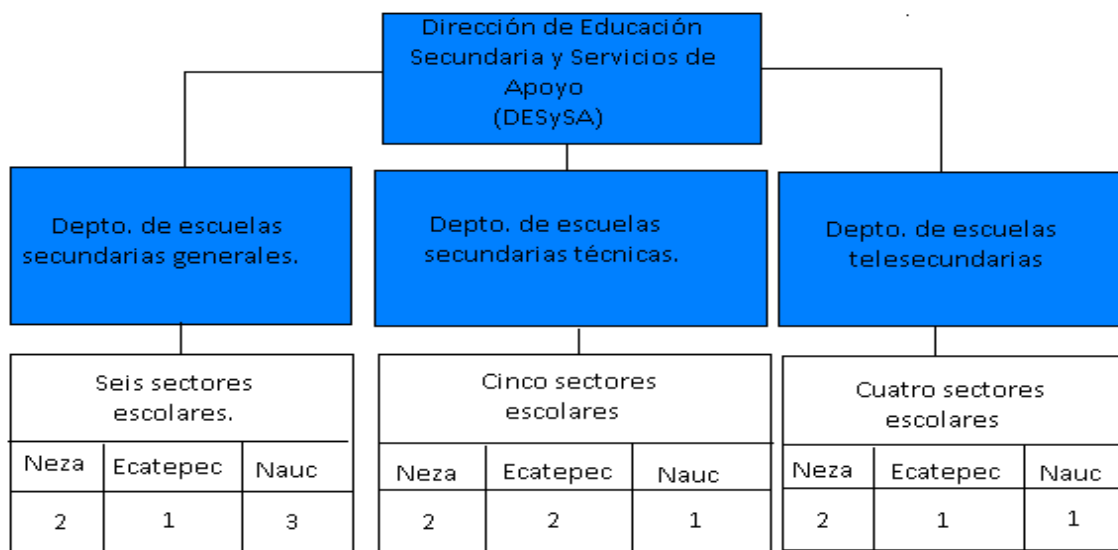 Dirección de Educación
Secundaria y Servicios de
Apoyo
(DESySA)
Depto. de escuelas
secundarias generales.
Depto. de escuelas
secundarias técnicas.
Depto. de escuelas
telesecundarias
Seis sectores
escolares.
Neza Ecatepec Nauc
2 1 3
Cinco sectores
escolares
Neza Ecatepec Nauc
2 2 1
Cuatro sectores
escolares
Neza Ecatepec Nauc
2 1 1